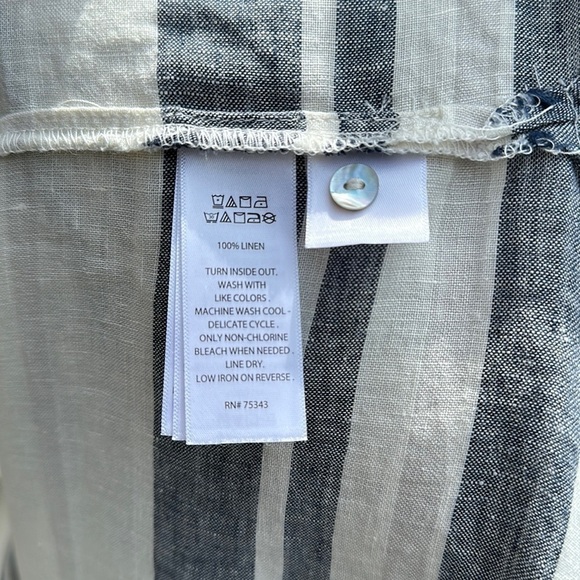 100% LINEN
TURN INSIDE OUT.
WASH WITH
LIKE COLORS .
MACHINE WASH COOL -
DELICATE CYCLE .
ONLY NON-CHLORINE
BLEACH WHEN NEEDED .
LINE DRY.
LOW IRON ON REVERSE .
RN# 75343